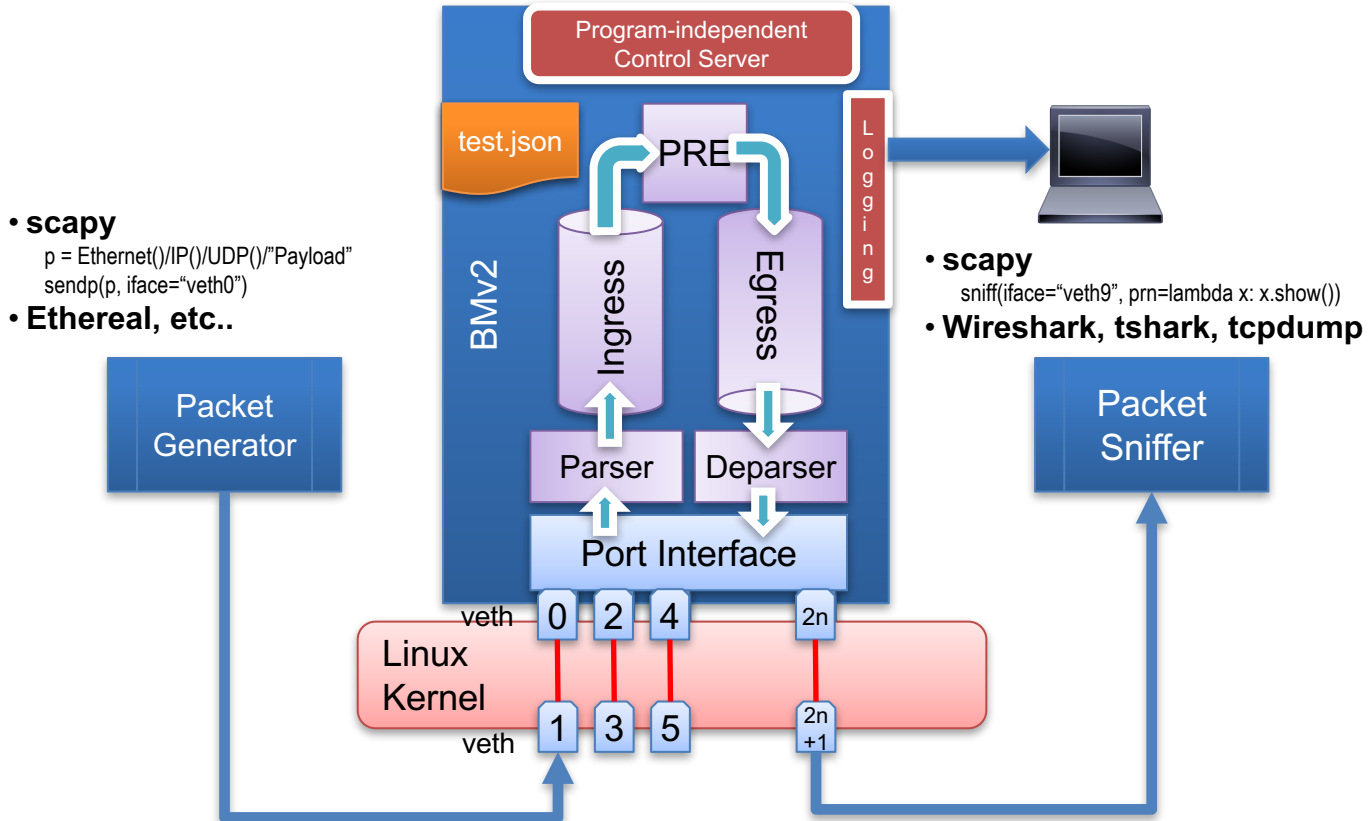 Program-independent
Control Server
test.json
PRE
Logging
• scapy
p = Ethernet()/IP()/UDP()/”Payload”
sendp(p, iface=“veth0”)
• Ethereal, etc..
BMv2
Ingress
Egress
• scapy
sniff(iface=“veth9”, prn=lambda x: x.show())
• Wireshark, tshark, tcpdump
Packet
Generator
Parser
Deparser
Packet
Sniffer
Port Interface
veth 0 2 4 2n
Linux
Kernel
veth 1 3 5 2n
+1